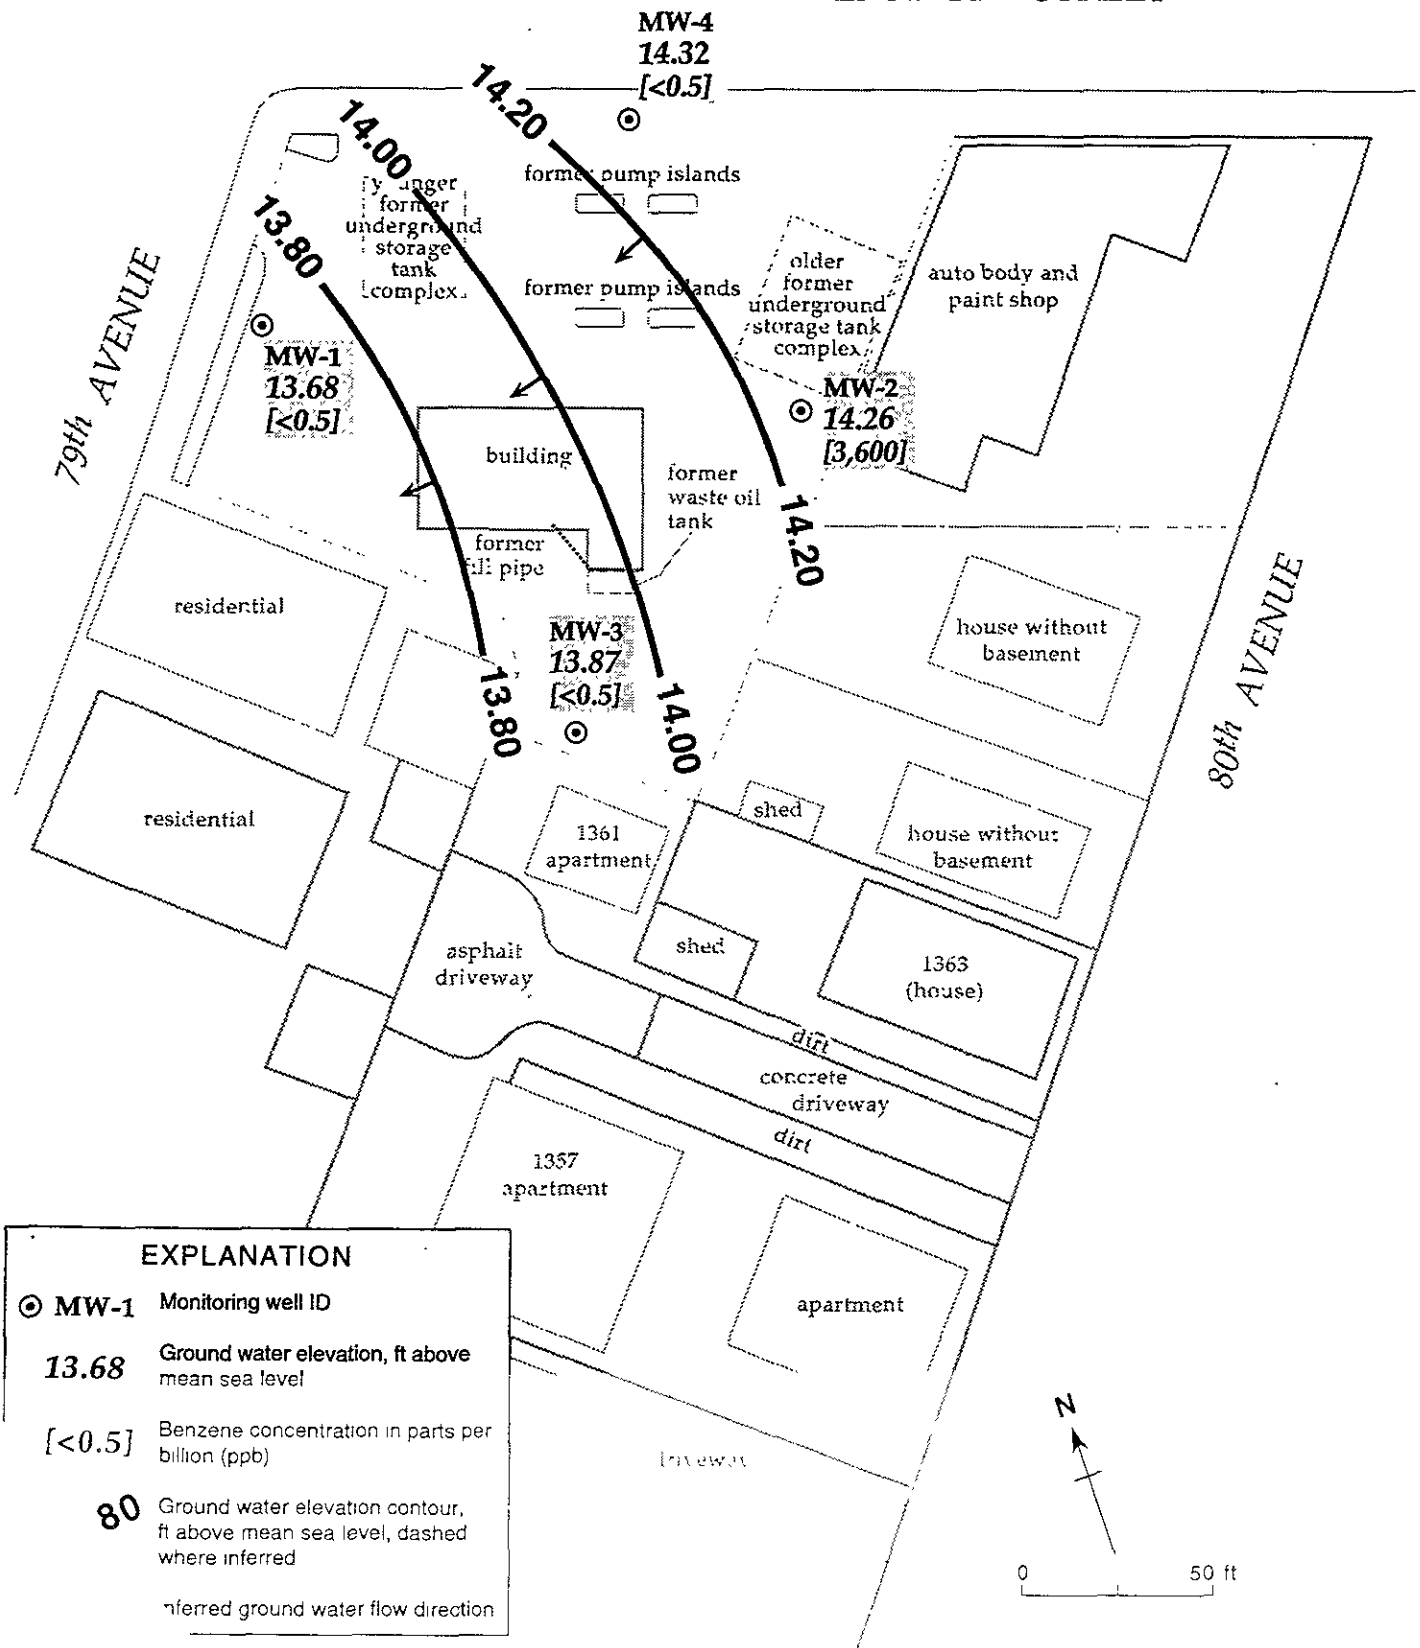 MW-4
14.32
[<0.5]
14.20
14.00
13.80
former pump islands
former
underground
storage
tank
complex
former pump islands
older
former
underground
storage tank
complex
auto body and
paint shop
79th AVENUE
MW-1
13.68
[<0.5]
MW-2
14.26
[3,600]
building
former
waste oil
tank
former
fill pipe
14.20
residential
MW-3
13.87
[<0.5]
13.80
14.00
house without
basement
80th AVENUE
residential
1361
apartment
shed
house without
basement
asphalt
driveway
shed
1363
(house)
dirt
concrete
driveway
dirt
1357
apartment
apartment
EXPLANATION
MW-1 Monitoring well ID
13.68 Ground water elevation, ft above
mean sea level
[<0.5] Benzene concentration in parts per
billion (ppb)
80 Ground water elevation contour,
ft above mean sea level, dashed
where inferred
nferred ground water flow direction
N
0 50 ft